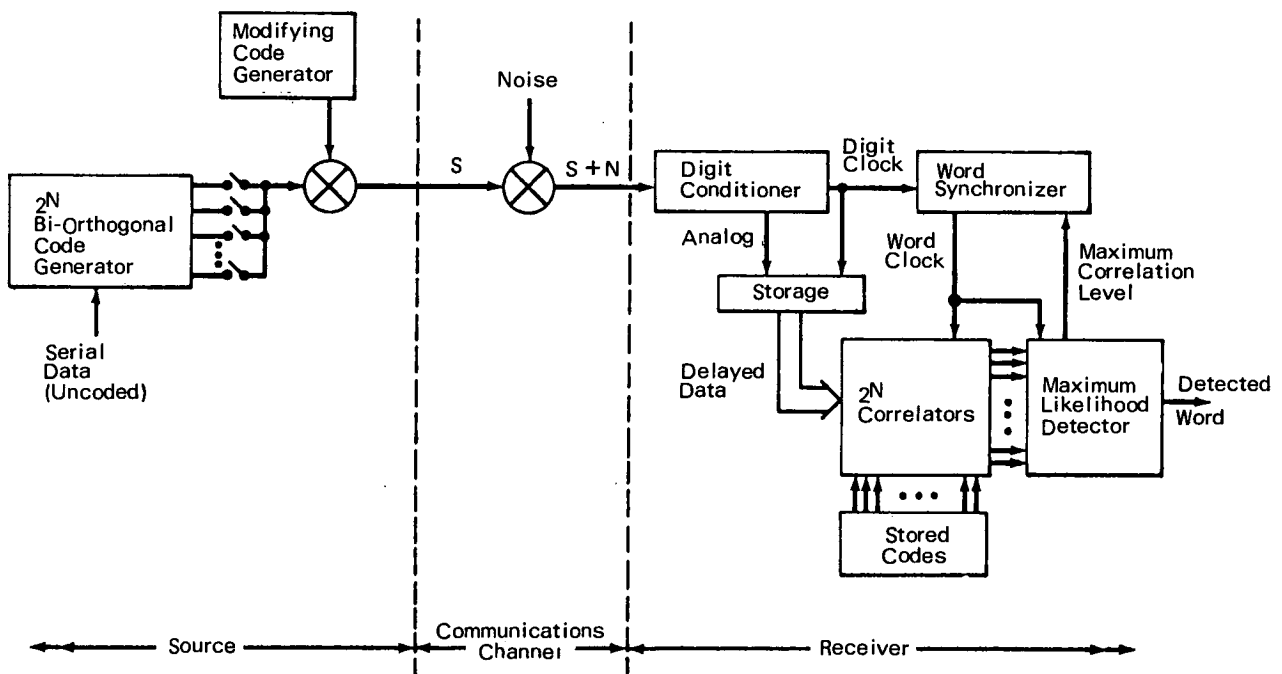 Modifying
Code
Generator
2N
Bi-Orthogonal
Code
Generator
Serial
Data
(Uncoded)
S
Noise
S + N
Digit
Conditioner
Digit
Clock
Word
Synchronizer
Analog
Storage
Word
Clock
Maximum
Correlation
Level
Delayed
Data
2N
Correlators
Maximum
Likelihood
Detector
Detected
Word
Stored
Codes
Source
Communications
Channel
Receiver